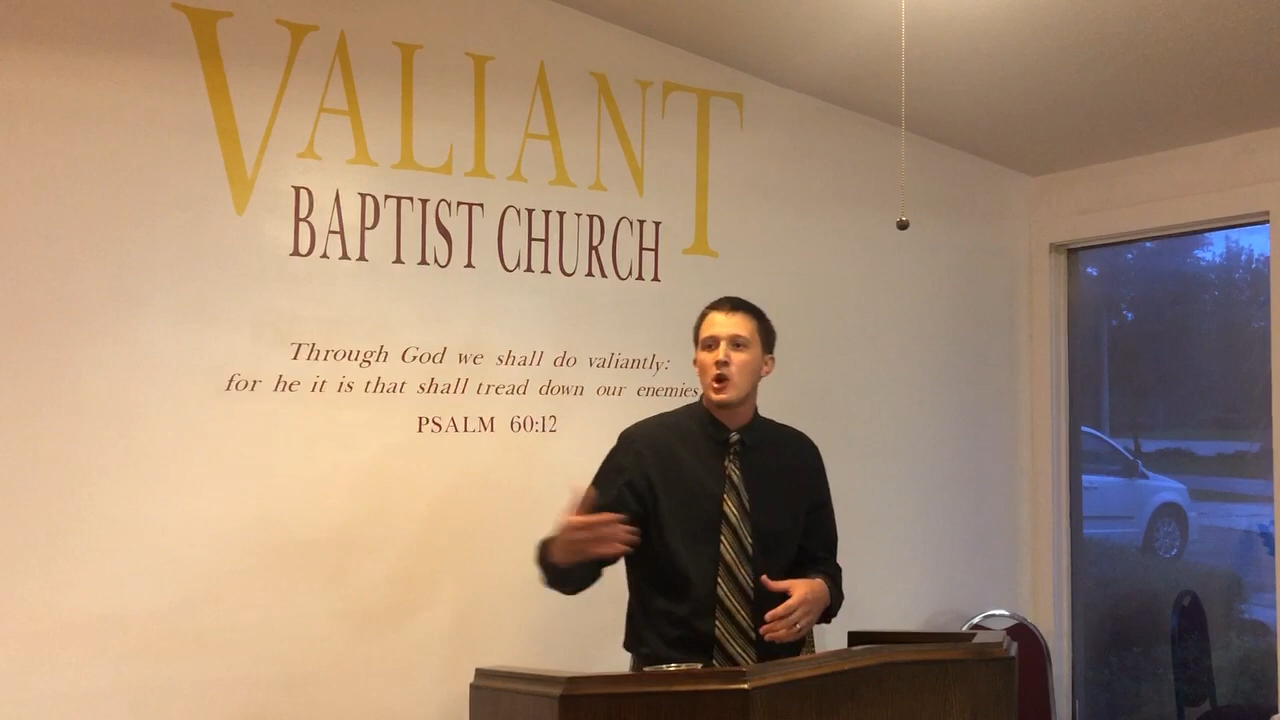 VALIANT
BAPTIST CHURCH
Through God we shall do valiantly:
for he it is that shall tread down our enemies
PSALM 60:12